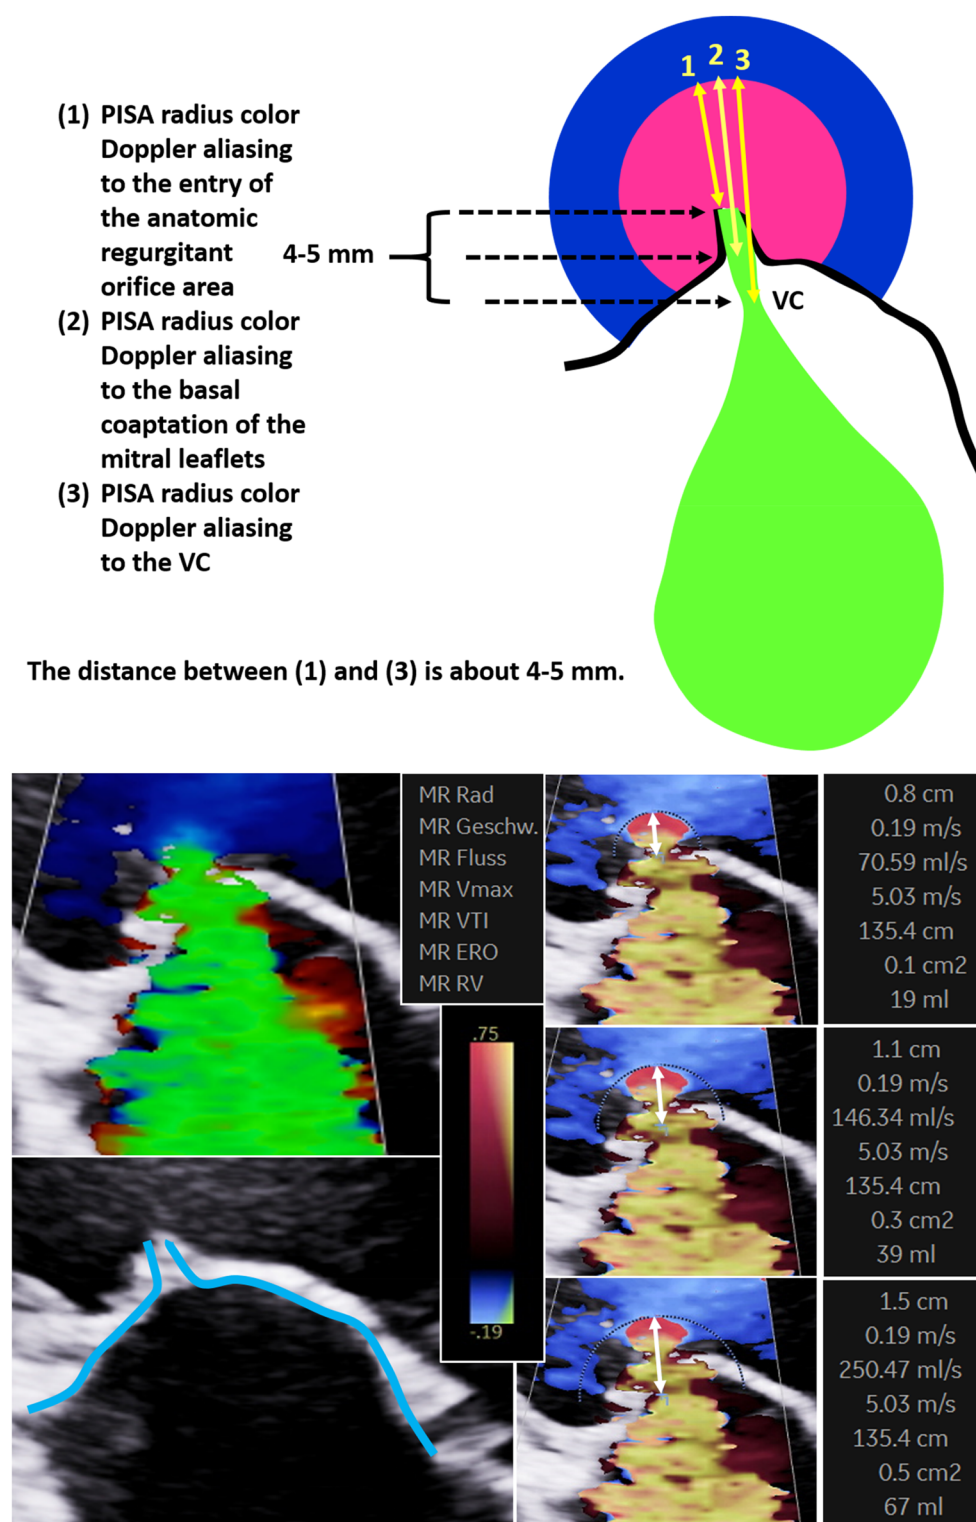 1 2 3
(1) PISA radius color
Doppler aliasing
to the entry of
the anatomic
regurgitant
orifice area
(2) PISA radius color
Doppler aliasing
to the basal
coaptation of the
mitral leaflets
(3) PISA radius color
Doppler aliasing
to the VC
4-5 mm
VC
The distance between (1) and (3) is about 4-5 mm.
MR Rad
MR Geschw.
MR Fluss
MR Vmax
MR VTI
MR ERO
MR RV
.75
-.19
0.8 cm
0.19 m/s
70.59 ml/s
5.03 m/s
135.4 cm
0.1 cm2
19 ml
1.1 cm
0.19 m/s
146.34 ml/s
5.03 m/s
135.4 cm
0.3 cm2
39 ml
1.5 cm
0.19 m/s
250.47 ml/s
5.03 m/s
135.4 cm
0.5 cm2
67 ml